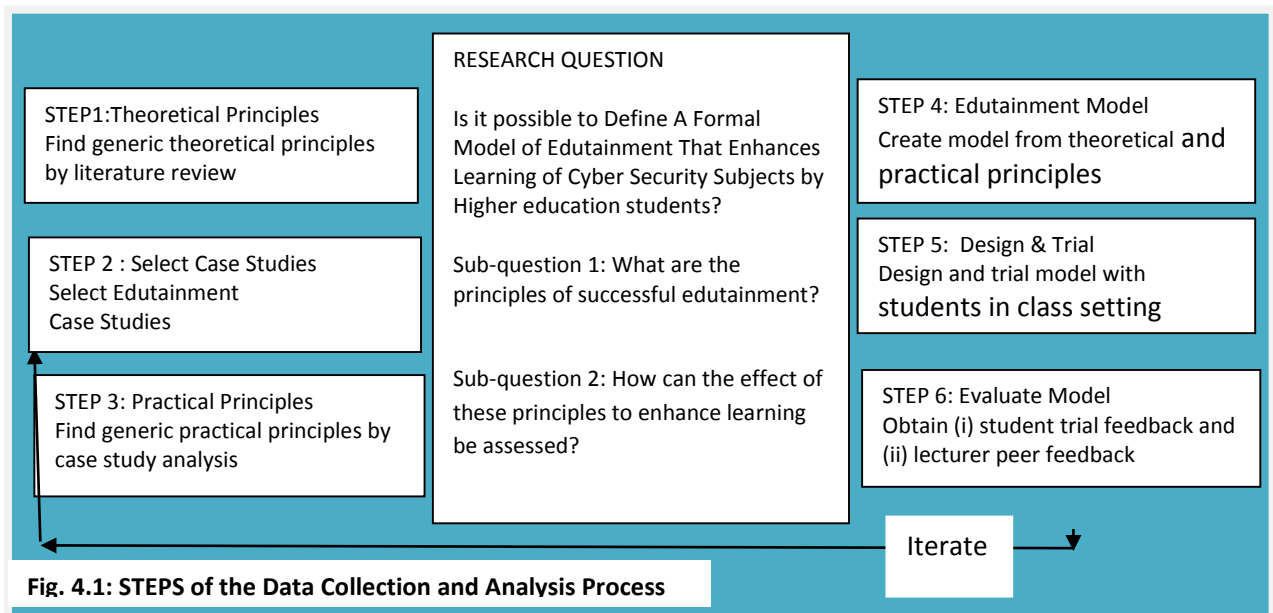 STEP1:Theoretical Principles
Find generic theoretical principles
by literature review
STEP 2 : Select Case Studies
Select Edutainment
Case Studies
STEP 3: Practical Principles
Find generic practical principles by
case study analysis
RESEARCH QUESTION
Is it possible to Define A Formal
Model of Edutainment That Enhances
Learning of Cyber Security Subjects by
Higher education students?
Sub-question 1: What are the
principles of successful edutainment?
Sub-question 2: How can the effect of
these principles to enhance learning
be assessed?
STEP 4: Edutainment Model
Create model from theoretical and
practical principles
STEP 5:  Design & Trial
Design and trial model with
students in class setting
STEP 6: Evaluate Model
Obtain (i) student trial feedback and
(ii) lecturer peer feedback
Iterate
Fig. 4.1: STEPS of the Data Collection and Analysis Process